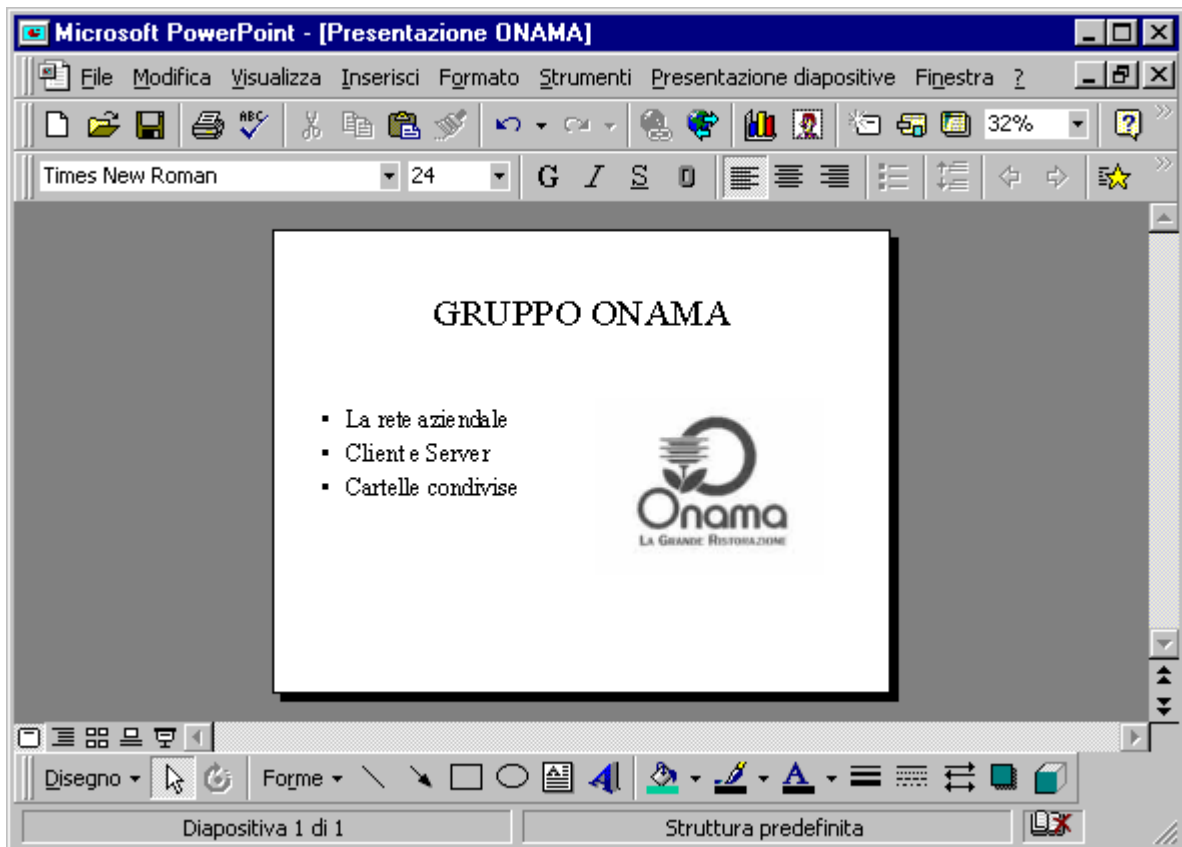 Microsoft PowerPoint - [Presentazione ONAMA]
File Modifica Visualizza Inserisci Formato Strumenti Presentazione diapositive Finestra ?
ABC 32% ?
Times New Roman 24 G I S O A
GRUPPO ONAMA
▪ La rete aziendale
▪ Client e Server
▪ Cartelle condivise
Onama
LA GRANDE RISTORAZIONE
Disegno Forme A A
Diapositiva 1 di 1 Struttura predefinita